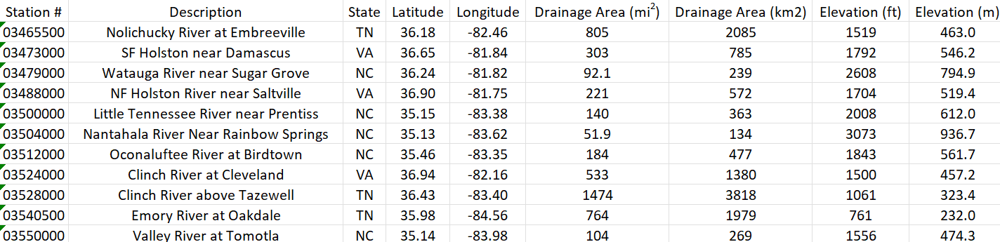 Station # Description State Latitude Longitude Drainage Area (mi²) Drainage Area (km2) Elevation (ft) Elevation (m)
03465500 Nolichucky River at Embreeville TN 36.18 -82.46 805 2085 1519 463.0
03473000 SF Holston near Damascus VA 36.65 -81.84 303 785 1792 546.2
03479000 Watauga River near Sugar Grove NC 36.24 -81.82 92.1 239 2608 794.9
03488000 NF Holston River near Saltville VA 36.90 -81.75 221 572 1704 519.4
03500000 Little Tennessee River near Prentiss NC 35.15 -83.38 140 363 2008 612.0
03504000 Nantahala River Near Rainbow Springs NC 35.13 -83.62 51.9 134 3073 936.7
03512000 Oconaluftee River at Birdtown NC 35.46 -83.35 184 477 1843 561.7
03524000 Clinch River at Cleveland VA 36.94 -82.16 533 1380 1500 457.2
03528000 Clinch River above Tazewell TN 36.43 -83.40 1474 3818 1061 323.4
03540500 Emory River at Oakdale TN 35.98 -84.56 764 1979 761 232.0
03550000 Valley River at Tomotla NC 35.14 -83.98 104 269 1556 474.3